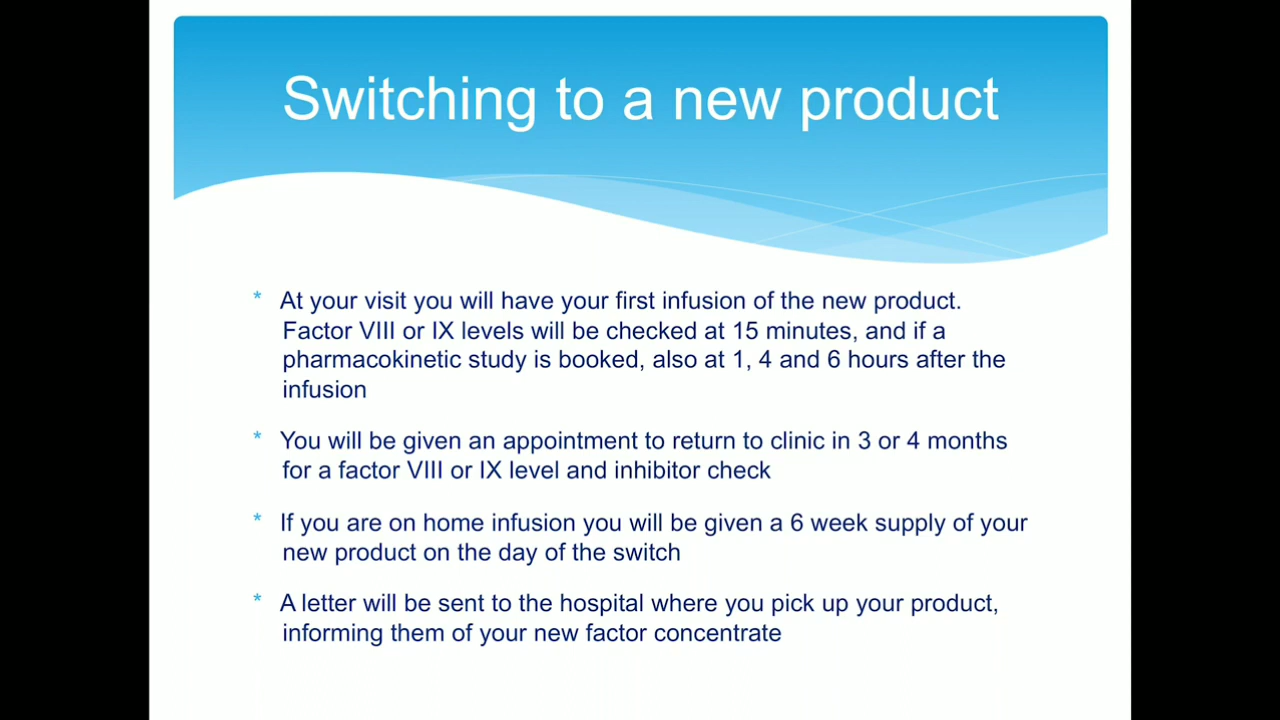 Switching to a new product
* At your visit you will have your first infusion of the new product.
Factor VIII or IX levels will be checked at 15 minutes, and if a
pharmacokinetic study is booked, also at 1, 4 and 6 hours after the
infusion
* You will be given an appointment to return to clinic in 3 or 4 months
for a factor VIII or IX level and inhibitor check
* If you are on home infusion you will be given a 6 week supply of your
new product on the day of the switch
* A letter will be sent to the hospital where you pick up your product,
informing them of your new factor concentrate